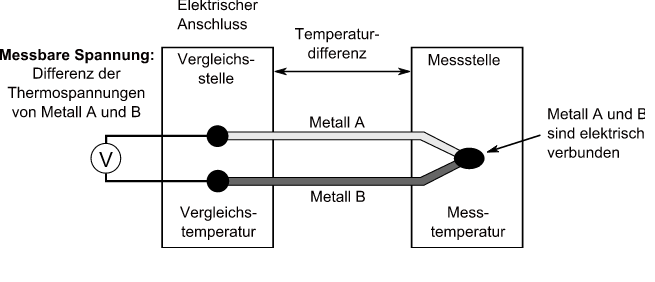 Elektrischer
Anschluss
Temperatur-
differenz
Messbare Spannung:
Differenz der
Thermospannungen
von Metall A und B
Vergleichs-
stelle
Messstelle
Metall A
Metall A und B
sind elektrisch
verbunden
V
Metall B
Vergleichs-
temperatur
Mess-
temperatur